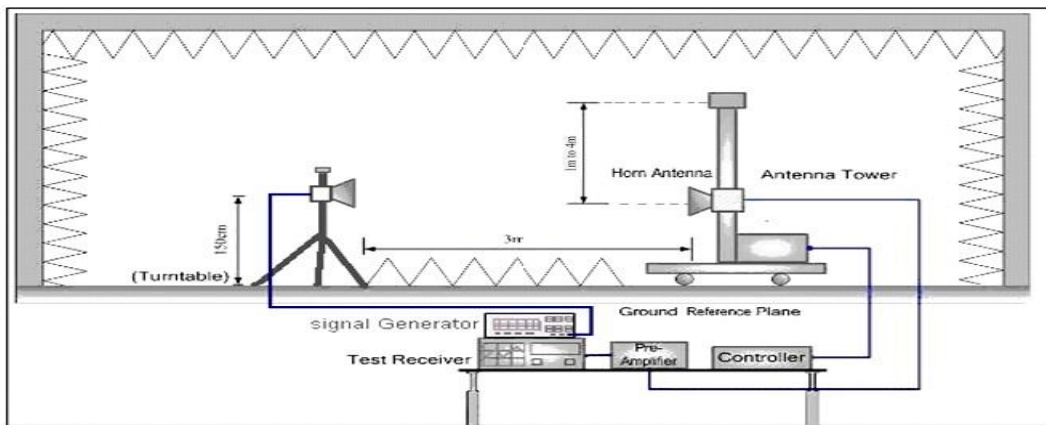 1m to 4m
Horn Antenna
Antenna Tower
150cm
3m
(Turntable)
Ground Reference Plane
signal Generator
Test Receiver
Pre-
Amplifier
Controller